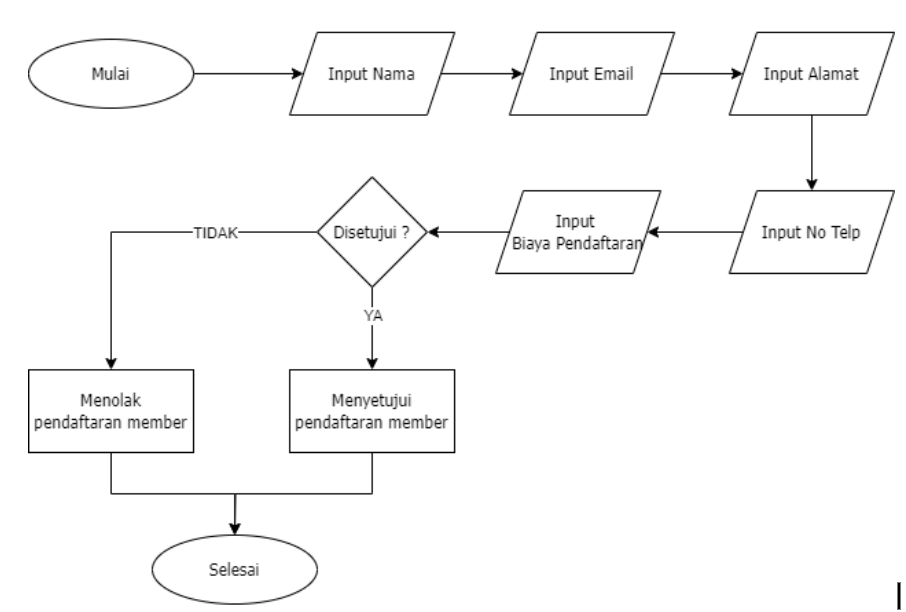 Mulai
Input Nama
Input Email
Input Alamat
Input No Telp
Input
Biaya Pendaftaran
Disetujui ?
TIDAK
YA
Menolak
pendaftaran member
Menyetujui
pendaftaran member
Selesai